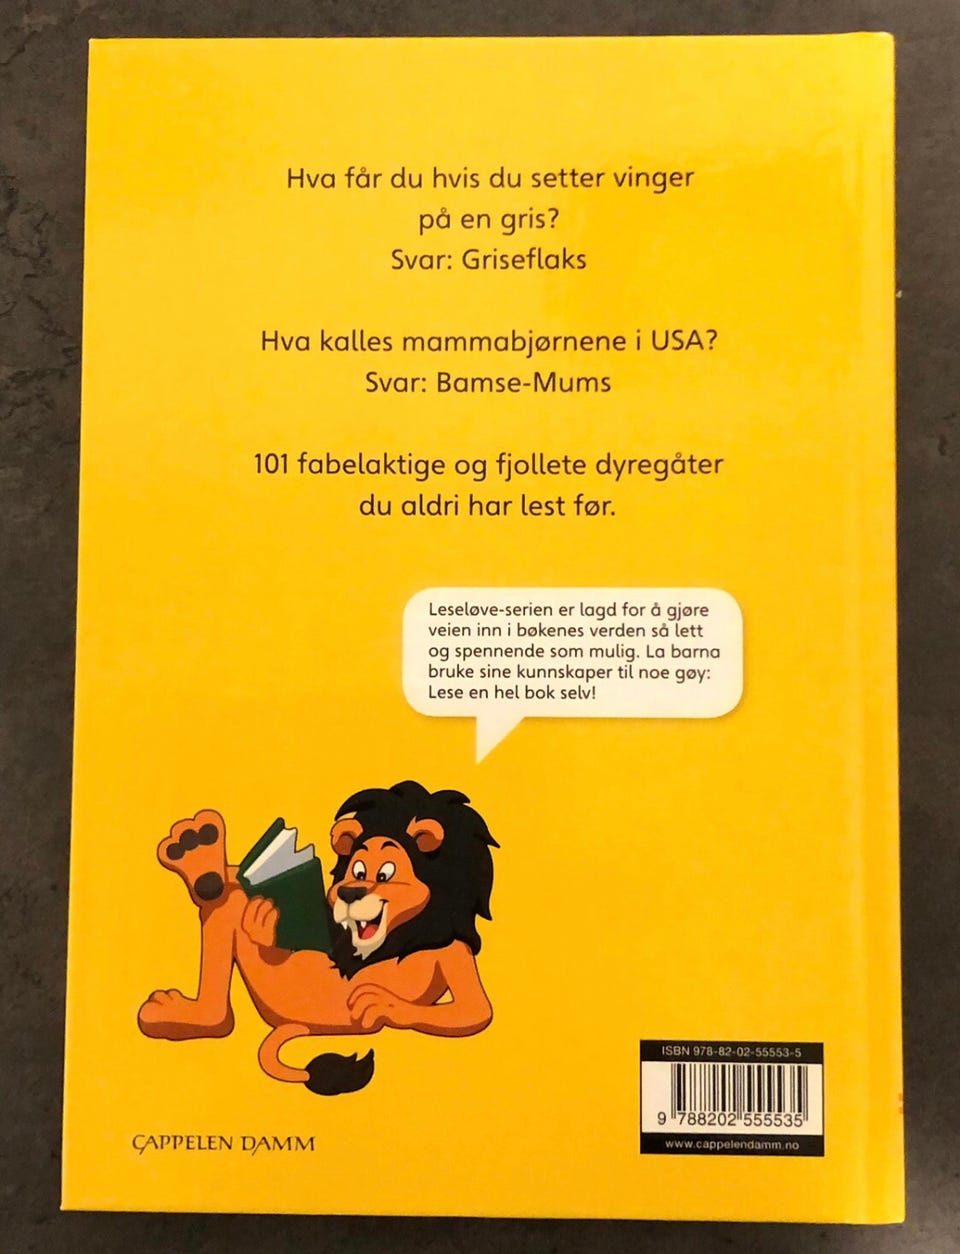 Hva får du hvis du setter vinger
på en gris?
Svar: Griseflaks
Hva kalles mammabjørnene i USA?
Svar: Bamse-Mums
101 fabelaktige og fjollete dyregåter
du aldri har lest før.
Leseløve-serien er lagd for å gjøre
veien inn i bøkenes verden så lett
og spennende som mulig. La barna
bruke sine kunnskaper til noe gøy:
Lese en hel bok selv!
ISBN 978-82-02-55553-5
9 788202 555535
www.cappelendamm.no
CAPPELEN DAMM